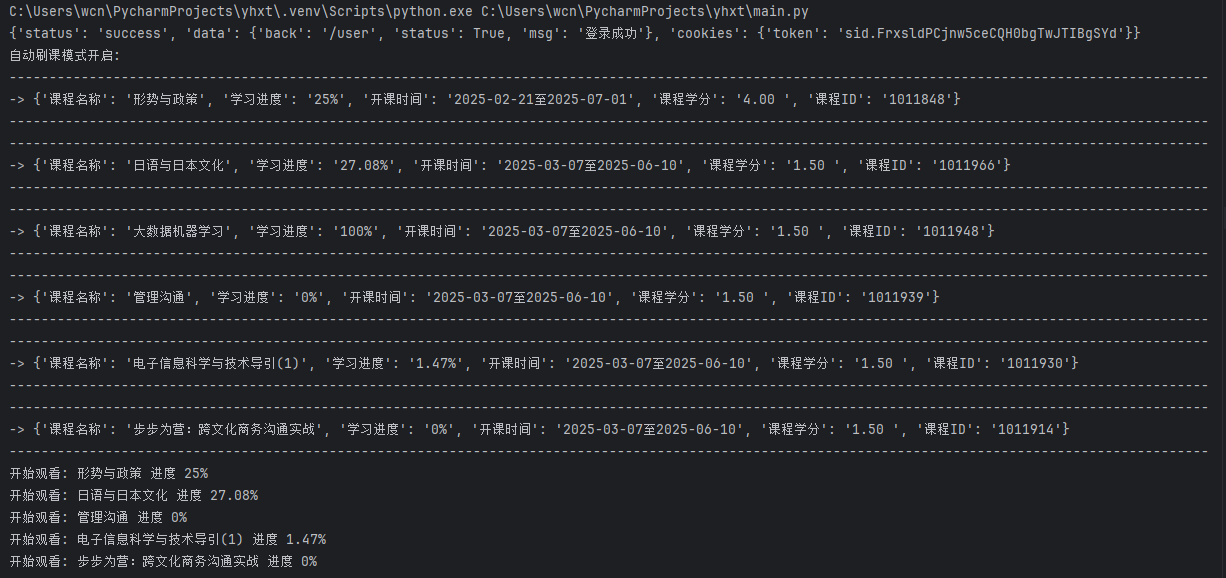 C:\Users\wcn\PycharmProjects\yhxt\.venv\Scripts\python.exe C:\Users\wcn\PycharmProjects\yhxt\main.py
{'status': 'success', 'data': {'back': '/user', 'status': True, 'msg': '登录成功'}, 'cookies': {'token': 'sid.FrxsldPCjnw5ceCQH0bgTwJTIBgSYd'}}
自动刷课模式开启:
------------------------------------------------------------------------------------------------------------------------------------------------------
-> {'课程名称': '形势与政策', '学习进度': '25%', '开课时间': '2025-02-21至2025-07-01', '课程学分': '4.00 ', '课程ID': '1011848'}
------------------------------------------------------------------------------------------------------------------------------------------------------
------------------------------------------------------------------------------------------------------------------------------------------------------
-> {'课程名称': '日语与日本文化', '学习进度': '27.08%', '开课时间': '2025-03-07至2025-06-10', '课程学分': '1.50 ', '课程ID': '1011966'}
------------------------------------------------------------------------------------------------------------------------------------------------------
------------------------------------------------------------------------------------------------------------------------------------------------------
-> {'课程名称': '大数据机器学习', '学习进度': '100%', '开课时间': '2025-03-07至2025-06-10', '课程学分': '1.50 ', '课程ID': '1011948'}
------------------------------------------------------------------------------------------------------------------------------------------------------
------------------------------------------------------------------------------------------------------------------------------------------------------
-> {'课程名称': '管理沟通', '学习进度': '0%', '开课时间': '2025-03-07至2025-06-10', '课程学分': '1.50 ', '课程ID': '1011939'}
------------------------------------------------------------------------------------------------------------------------------------------------------
------------------------------------------------------------------------------------------------------------------------------------------------------
-> {'课程名称': '电子信息科学与技术导引(1)', '学习进度': '1.47%', '开课时间': '2025-03-07至2025-06-10', '课程学分': '1.50 ', '课程ID': '1011930'}
------------------------------------------------------------------------------------------------------------------------------------------------------
------------------------------------------------------------------------------------------------------------------------------------------------------
-> {'课程名称': '步步为营：跨文化商务沟通实战', '学习进度': '0%', '开课时间': '2025-03-07至2025-06-10', '课程学分': '1.50 ', '课程ID': '1011914'}
------------------------------------------------------------------------------------------------------------------------------------------------------
开始观看: 形势与政策 进度 25%
开始观看: 日语与日本文化 进度 27.08%
开始观看: 管理沟通 进度 0%
开始观看: 电子信息科学与技术导引(1) 进度 1.47%
开始观看: 步步为营：跨文化商务沟通实战 进度 0%